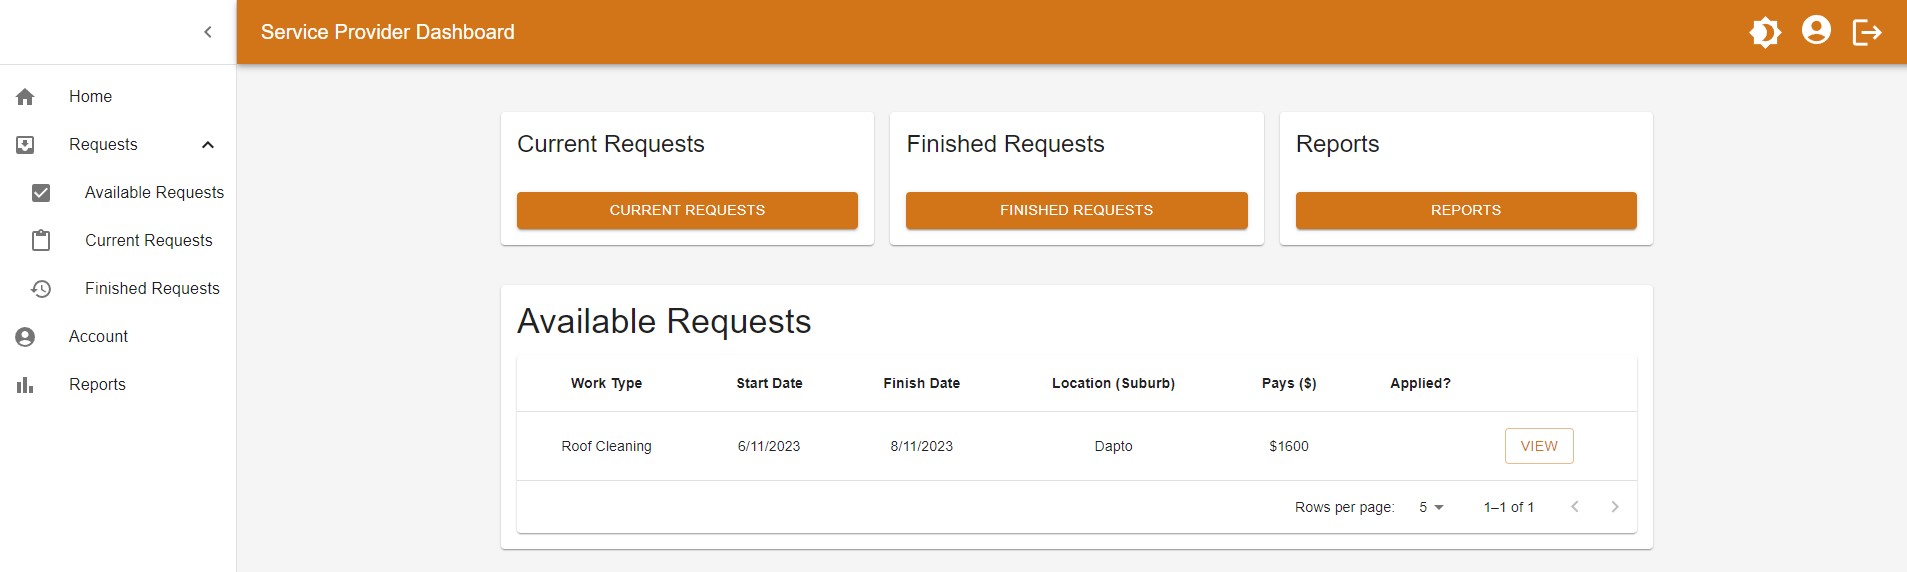 Service Provider Dashboard
Home
Requests
Available Requests
Current Requests
Finished Requests
Account
Reports
Current Requests
CURRENT REQUESTS
Finished Requests
FINISHED REQUESTS
Reports
REPORTS
Available Requests
Work Type Start Date Finish Date Location (Suburb) Pays ($) Applied?
Roof Cleaning 6/11/2023 8/11/2023 Dapto $1600 VIEW
Rows per page: 5 1–1 of 1